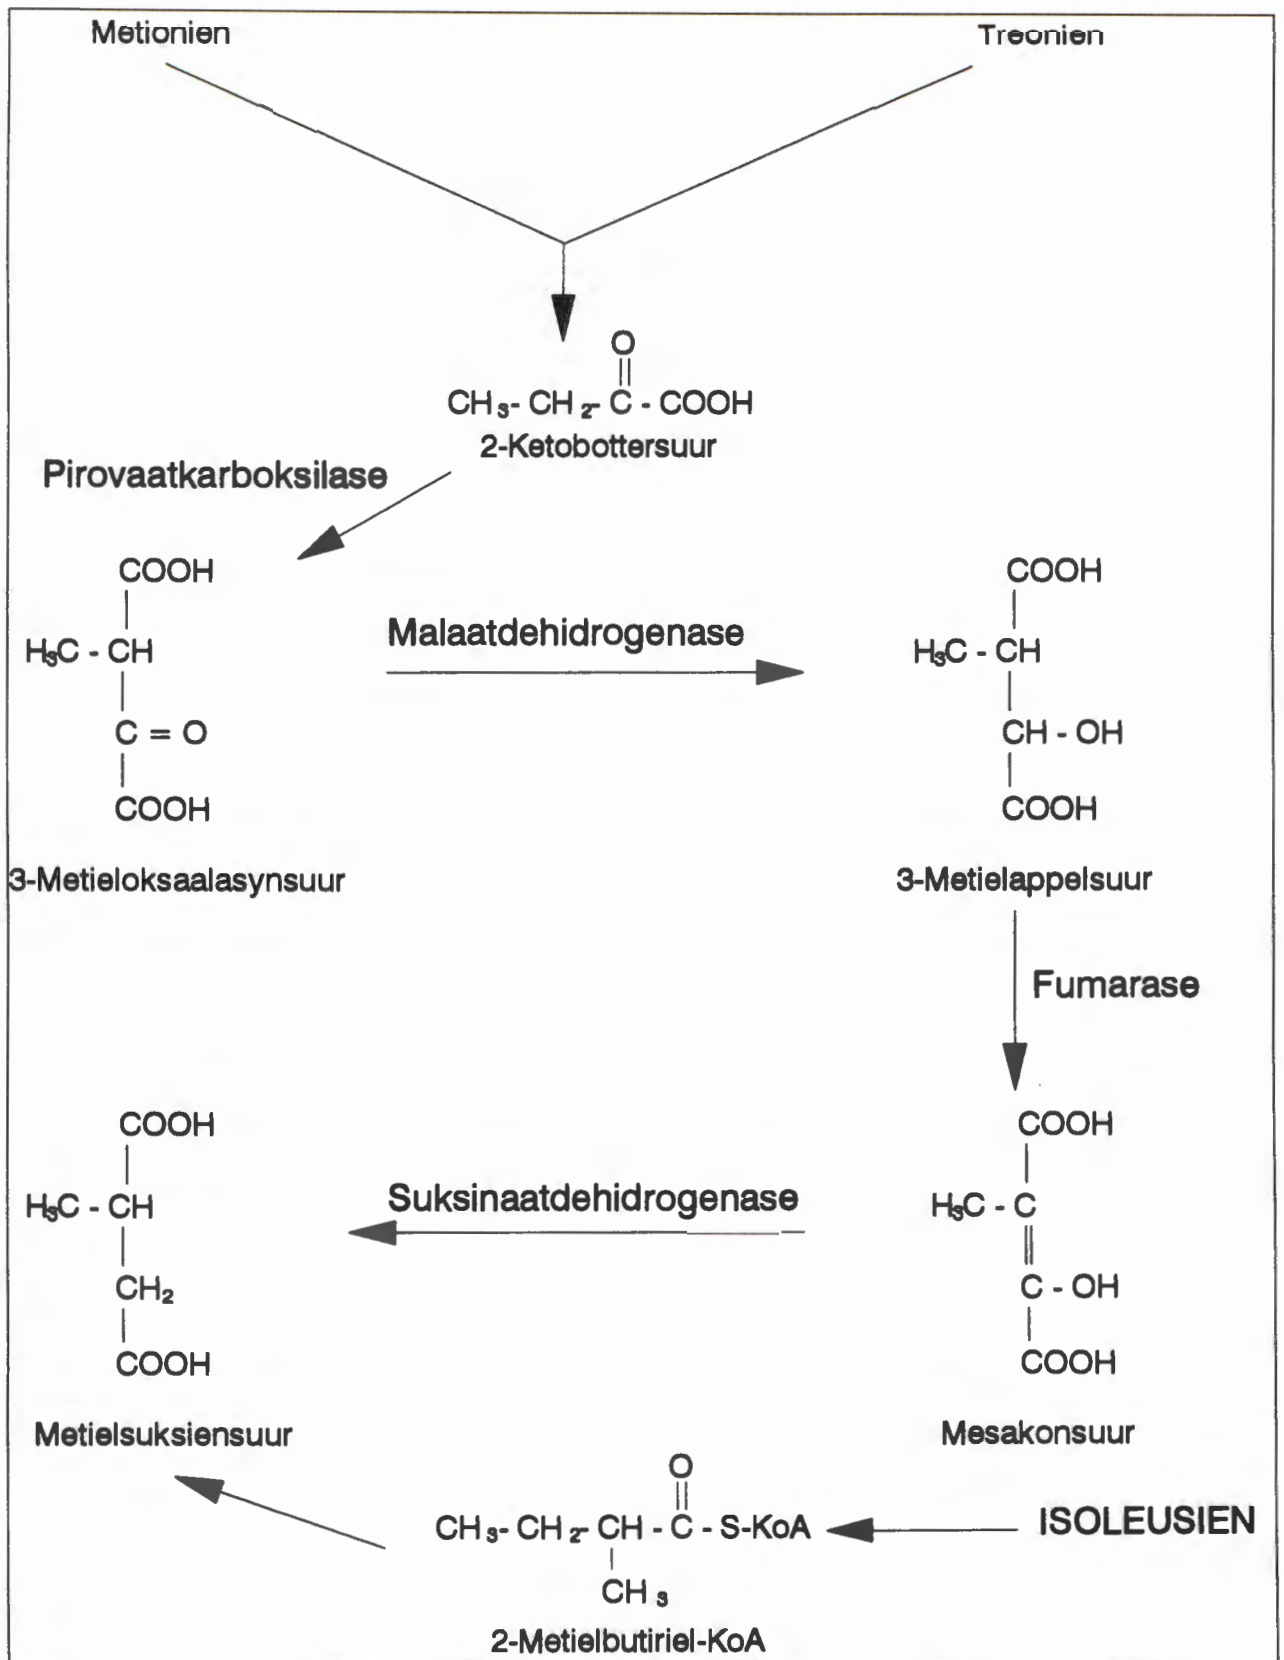 Metionien
Treonien
O
||
CH₃- CH₂- C - COOH
2-Ketobottersuur
Pirovaatkarboksilase
COOH
|
H₃C - CH
|
C = O
|
COOH
3-Metieloksaalasynsuur
Malaatdehidrogenase
COOH
|
H₃C - CH
|
CH - OH
|
COOH
3-Metielappelsuur
Fumarase
COOH
|
H₃C - C
||
C - OH
|
COOH
Mesakonsuur
Suksinaatdehidrogenase
COOH
|
H₃C - CH
|
CH₂
|
COOH
Metielsuksiensuur
O
||
CH₃- CH₂- CH - C - S-KoA
|
CH₃
2-Metielbutiriel-KoA
ISOLEUSIEN